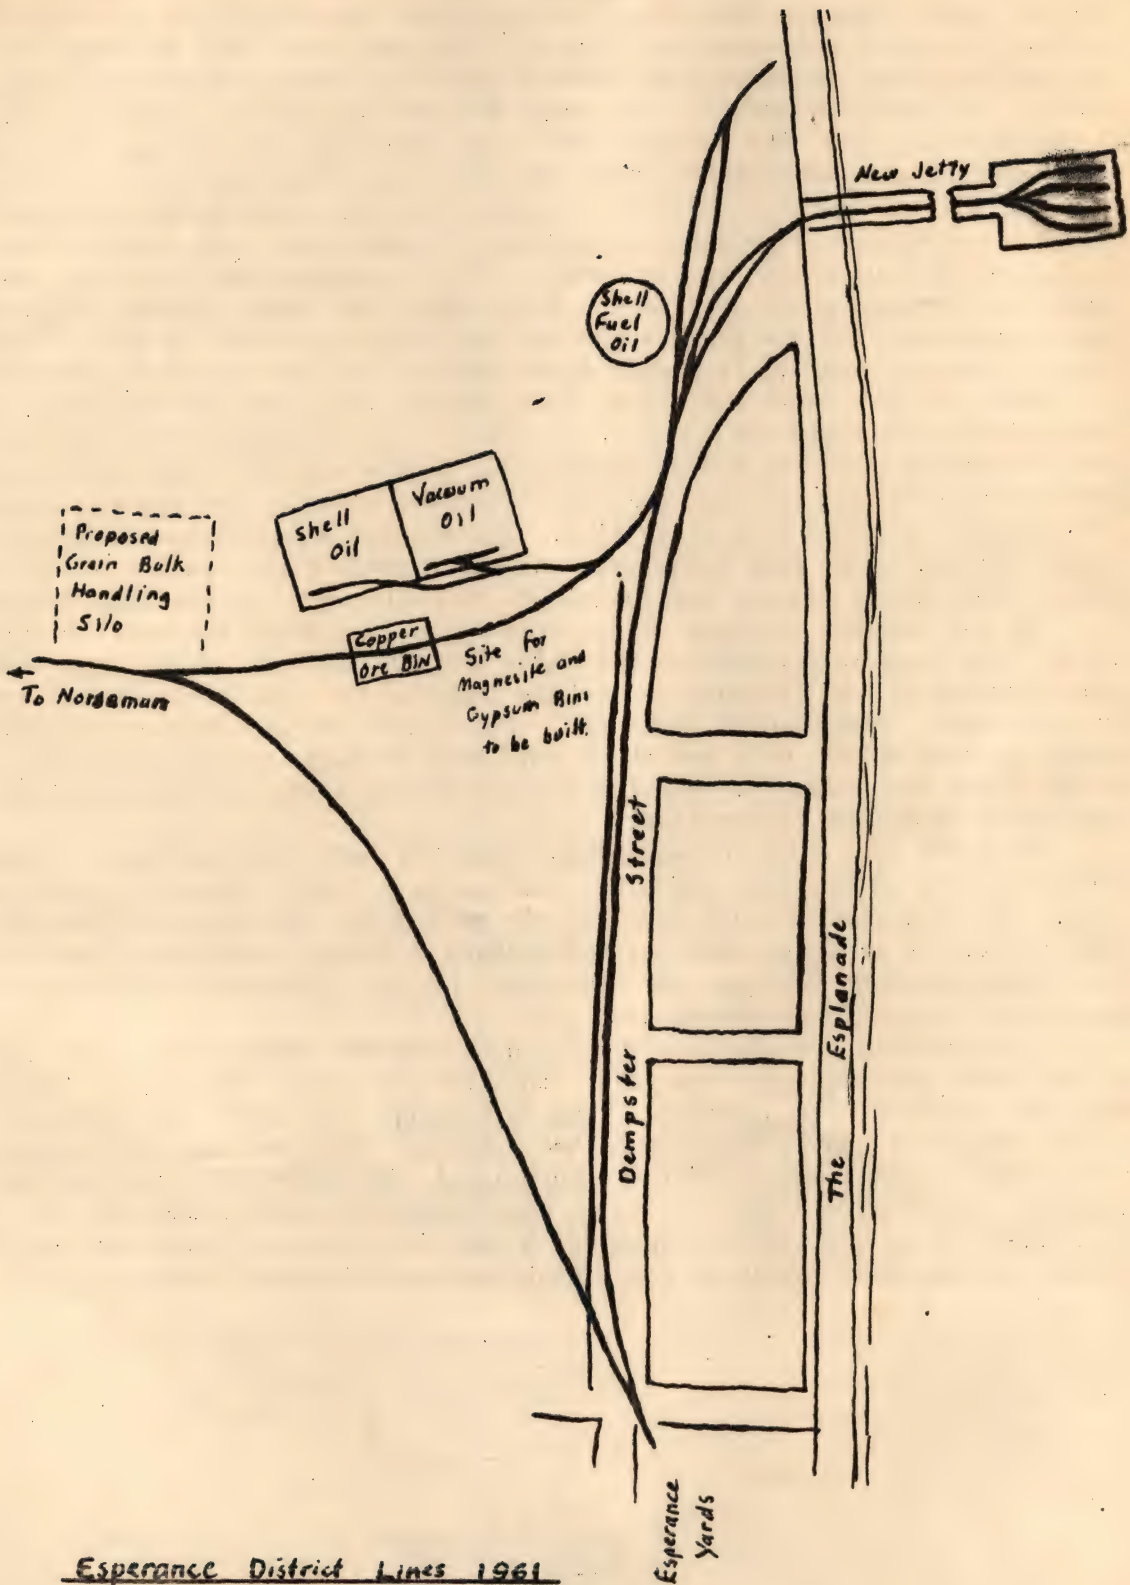 New Jetty
Shell
Fuel
Oil
Vacuum
Oil
Shell
Oil
Proposed
Grain Bulk
Handling
Silo
Copper
Ore Bin
Site for
Magnesite and
Gypsum Bins
to be built.
To Norseman
Dempster Street
The Esplanade
Esperance
Yards
Esperance District Lines 1961